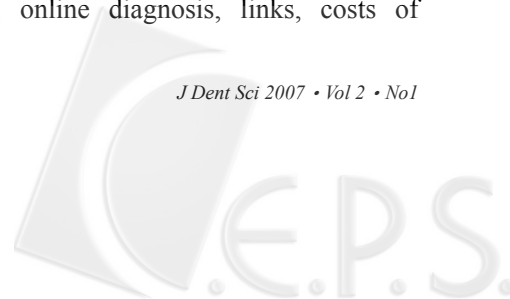 online diagnosis, links, costs of
J Dent Sci 2007 • Vol 2 • No1
C.E.P.S.